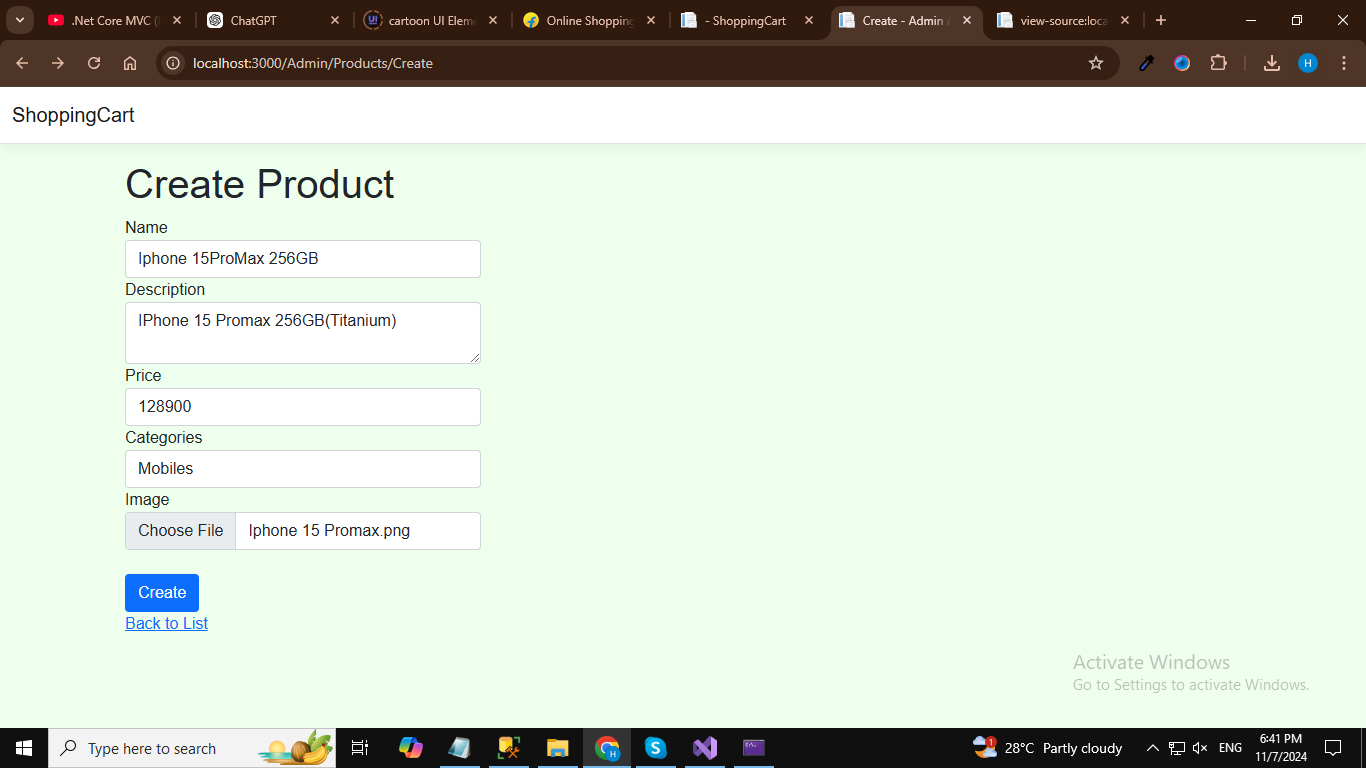 .Net Core MVC (
ChatGPT
cartoon UI Elem
Online Shopping
- ShoppingCart
Create - Admin
view-source:loca
localhost:3000/Admin/Products/Create
H
ShoppingCart
Create Product
Name
Iphone 15ProMax 256GB
Description
IPhone 15 Promax 256GB(Titanium)
Price
128900
Categories
Mobiles
Image
Choose File Iphone 15 Promax.png
Create
Back to List
Activate Windows
Go to Settings to activate Windows.
Type here to search
28°C Partly cloudy
ENG
6:41 PM
11/7/2024